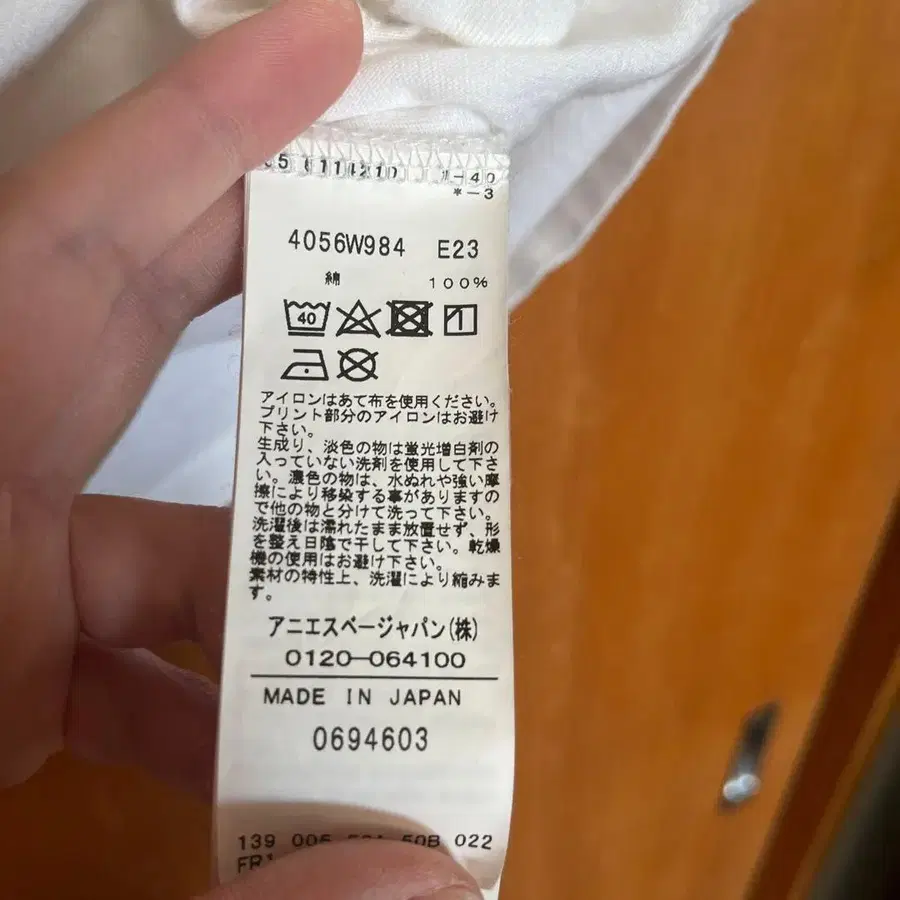 -40
*-3
4056W984 E23
綿 100%
40
アイロンはあて布を使用ください。
プリント部分のアイロンはお避け
下さい。
生成り、淡色の物は蛍光増白剤の
入っていない洗剤を使用して下さ
い。濃色の物は、水ぬれや強い摩
擦により移染する事がありますの
で他の物と分けて洗って下さい。
洗濯後は濡れたまま放置せず、形
を整え日陰で干して下さい。乾燥
機の使用はお避け下さい。
素材の特性上、洗濯により縮みま
す。
アニエスベージャパン(株)
0120-064100
MADE IN JAPAN
0694603
139 50B 022